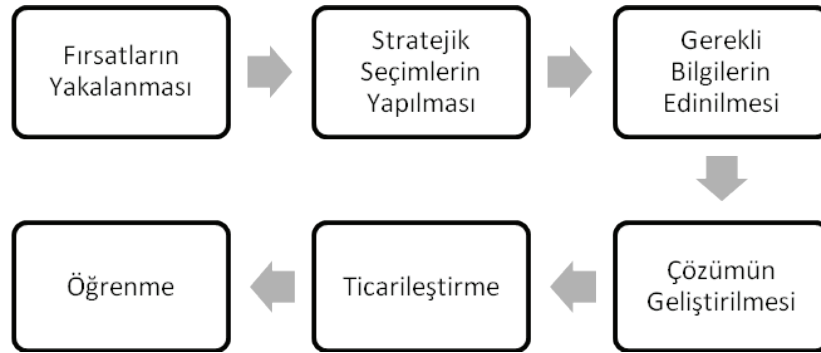 Fırsatların
Yakalanması
Stratejik
Seçimlerin
Yapılması
Gerekli
Bilgilerin
Edinilmesi
Çözümün
Geliştirilmesi
Ticarileştirme
Öğrenme